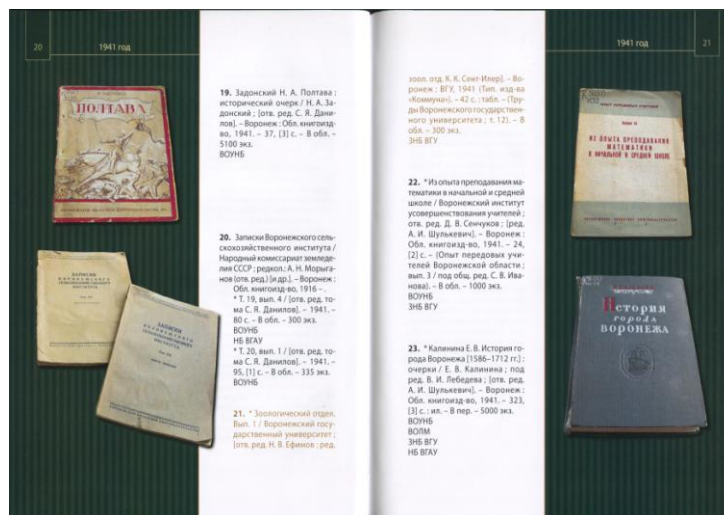 20
1941 год
ПОЛТАВА
ЗАПИСКИ
ЗАПИСКИ
19. Задонский Н. А. Полтава :
исторический очерк / Н. А. За-
донский ; [отв. ред. С. Я. Дани-
лов]. – Воронеж : Обл. книгоизд-
во, 1941. – 37, [3] с. – В обл. –
5100 экз.
ВОУНБ
20. Записки Воронежского сель-
скохозяйственного института /
Народный комиссариат земледе-
лия СССР ; редкол.: А. Н. Морыга-
нов (отв. ред.) [и др.]. – Воронеж :
Обл. книгоизд-во, 1916 – .
* Т. 19, вып. 4 / [отв. ред. то-
ма С. Я. Данилов]. – 1941. –
80 с. – В обл. – 300 экз.
ВОУНБ
НБ ВГАУ
* Т. 20, вып. 1 / [отв. ред. то-
ма С. Я. Данилов]. – 1941. –
95, [1] с. – В обл. – 335 экз.
ВОУНБ
21. * Зоологический отдел.
Вып. 1 / Воронежский госу-
дарственный университет ;
[отв. ред. Н. В. Ефимов ; ред.
1941 год
21
зоол. отд. К. К. Сент-Илер]. – Во-
ронеж : ВГУ, 1941 (Тип. изд-ва
«Коммуна»). – 42 с. : табл. – (Тру-
ды Воронежского государствен-
ного университета ; т. 12). – В
обл. – 300 экз.
ЗНБ ВГУ
22. * Из опыта преподавания ма-
тематики в начальной и средней
школе / Воронежский институт
усовершенствования учителей ;
отв. ред. Д. В. Сенчуков ; [ред.
А. И. Шулькевич]. – Воронеж :
Обл. книгоизд-во, 1941. – 24,
[2] с. – (Опыт передовых учи-
телей Воронежской области ;
вып. 3 / под общ. ред. С. В. Ива-
нова). – В обл. – 1000 экз.
ВОУНБ
ЗНБ ВГУ
23. * Калинина Е. В. История го-
рода Воронежа [1586–1712 гг.] :
очерки / Е. В. Калинина ; под
ред. В. И. Лебедева ; [отв. ред.
А. И. Шулькевич]. – Воронеж :
Обл. книгоизд-во, 1941. – 323,
[3] с. : ил. – В пер. – 5000 экз.
ВОУНБ
ВОЛМ
ЗНБ ВГУ
НБ ВГАУ
ИЗ ОПЫТА ПРЕПОДАВАНИЯ
МАТЕМАТИКИ
В НАЧАЛЬНОЙ И СРЕДНЕЙ
ШКОЛЕ
История
города
ВОРОНЕЖА